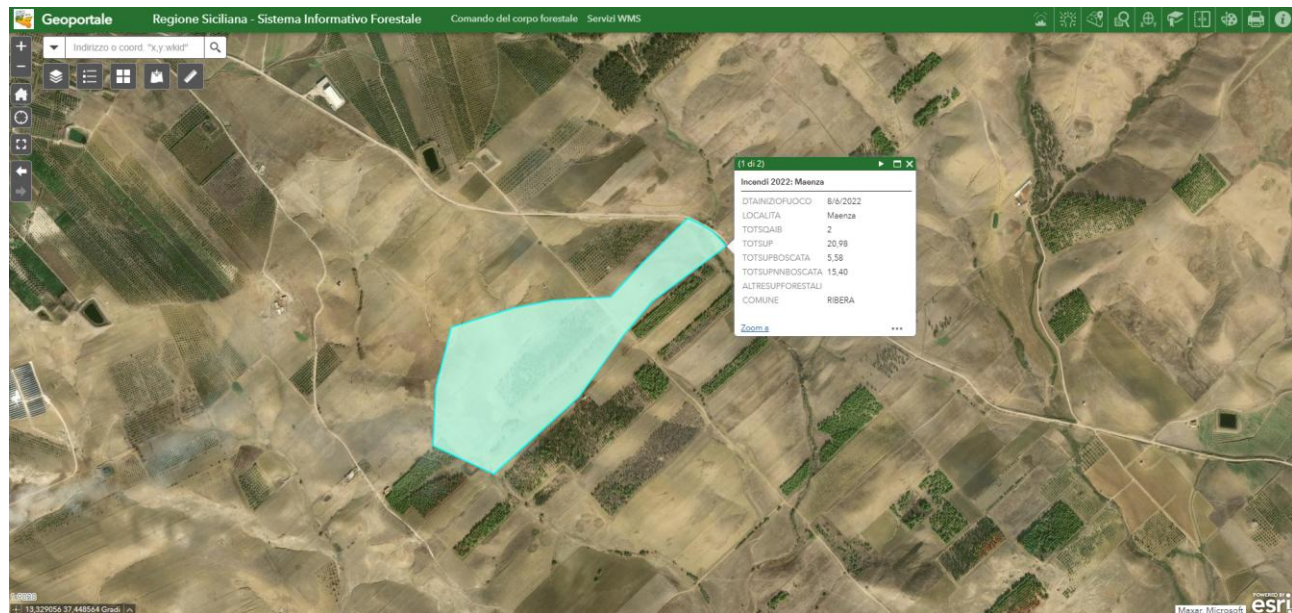 Geoportale Regione Siciliana - Sistema Informativo Forestale Comando del corpo forestale Servizi WMS
Indirizzo o coord. "x,y:wkid"
(1 di 2)
Incendi 2022: Maenza
DTAINIZIOFUOCO 8/6/2022
LOCALITA Maenza
TOTSQAIB 2
TOTSUP 20,98
TOTSUPBOSCATA 5,58
TOTSUPNNBOSCATA 15,40
ALTRESUPFORESTALI
COMUNE RIBERA
Zoom a
13,329056 37,448564 Gradi
Maxar, Microsoft
POWERED BY
esri